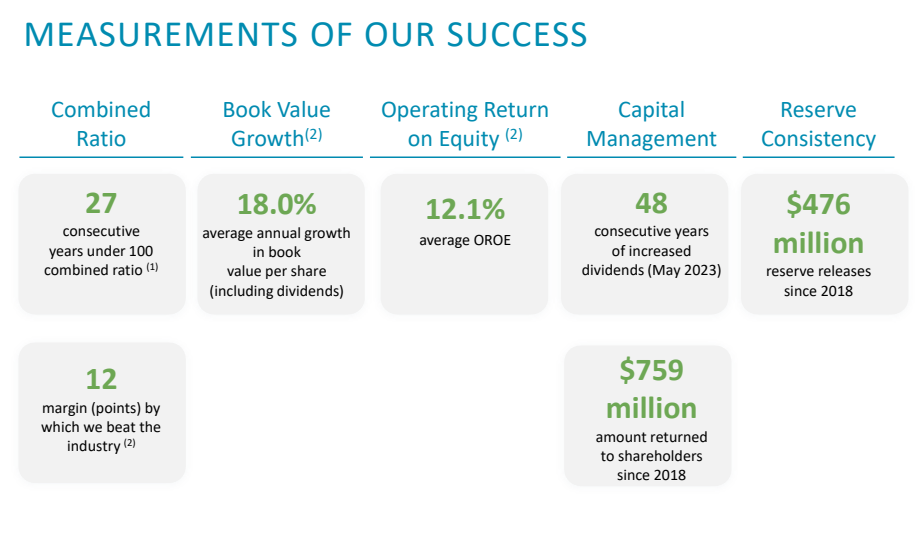 MEASUREMENTS OF OUR SUCCESS
Combined
Ratio
Book Value
Growth(2)
Operating Return
on Equity (2)
Capital
Management
Reserve
Consistency
27
consecutive
years under 100
combined ratio (1)
18.0%
average annual growth
in book
value per share
(including dividends)
12.1%
average OROE
48
consecutive years
of increased
dividends (May 2023)
$476
million
reserve releases
since 2018
12
margin (points) by
which we beat the
industry (2)
$759
million
amount returned
to shareholders
since 2018